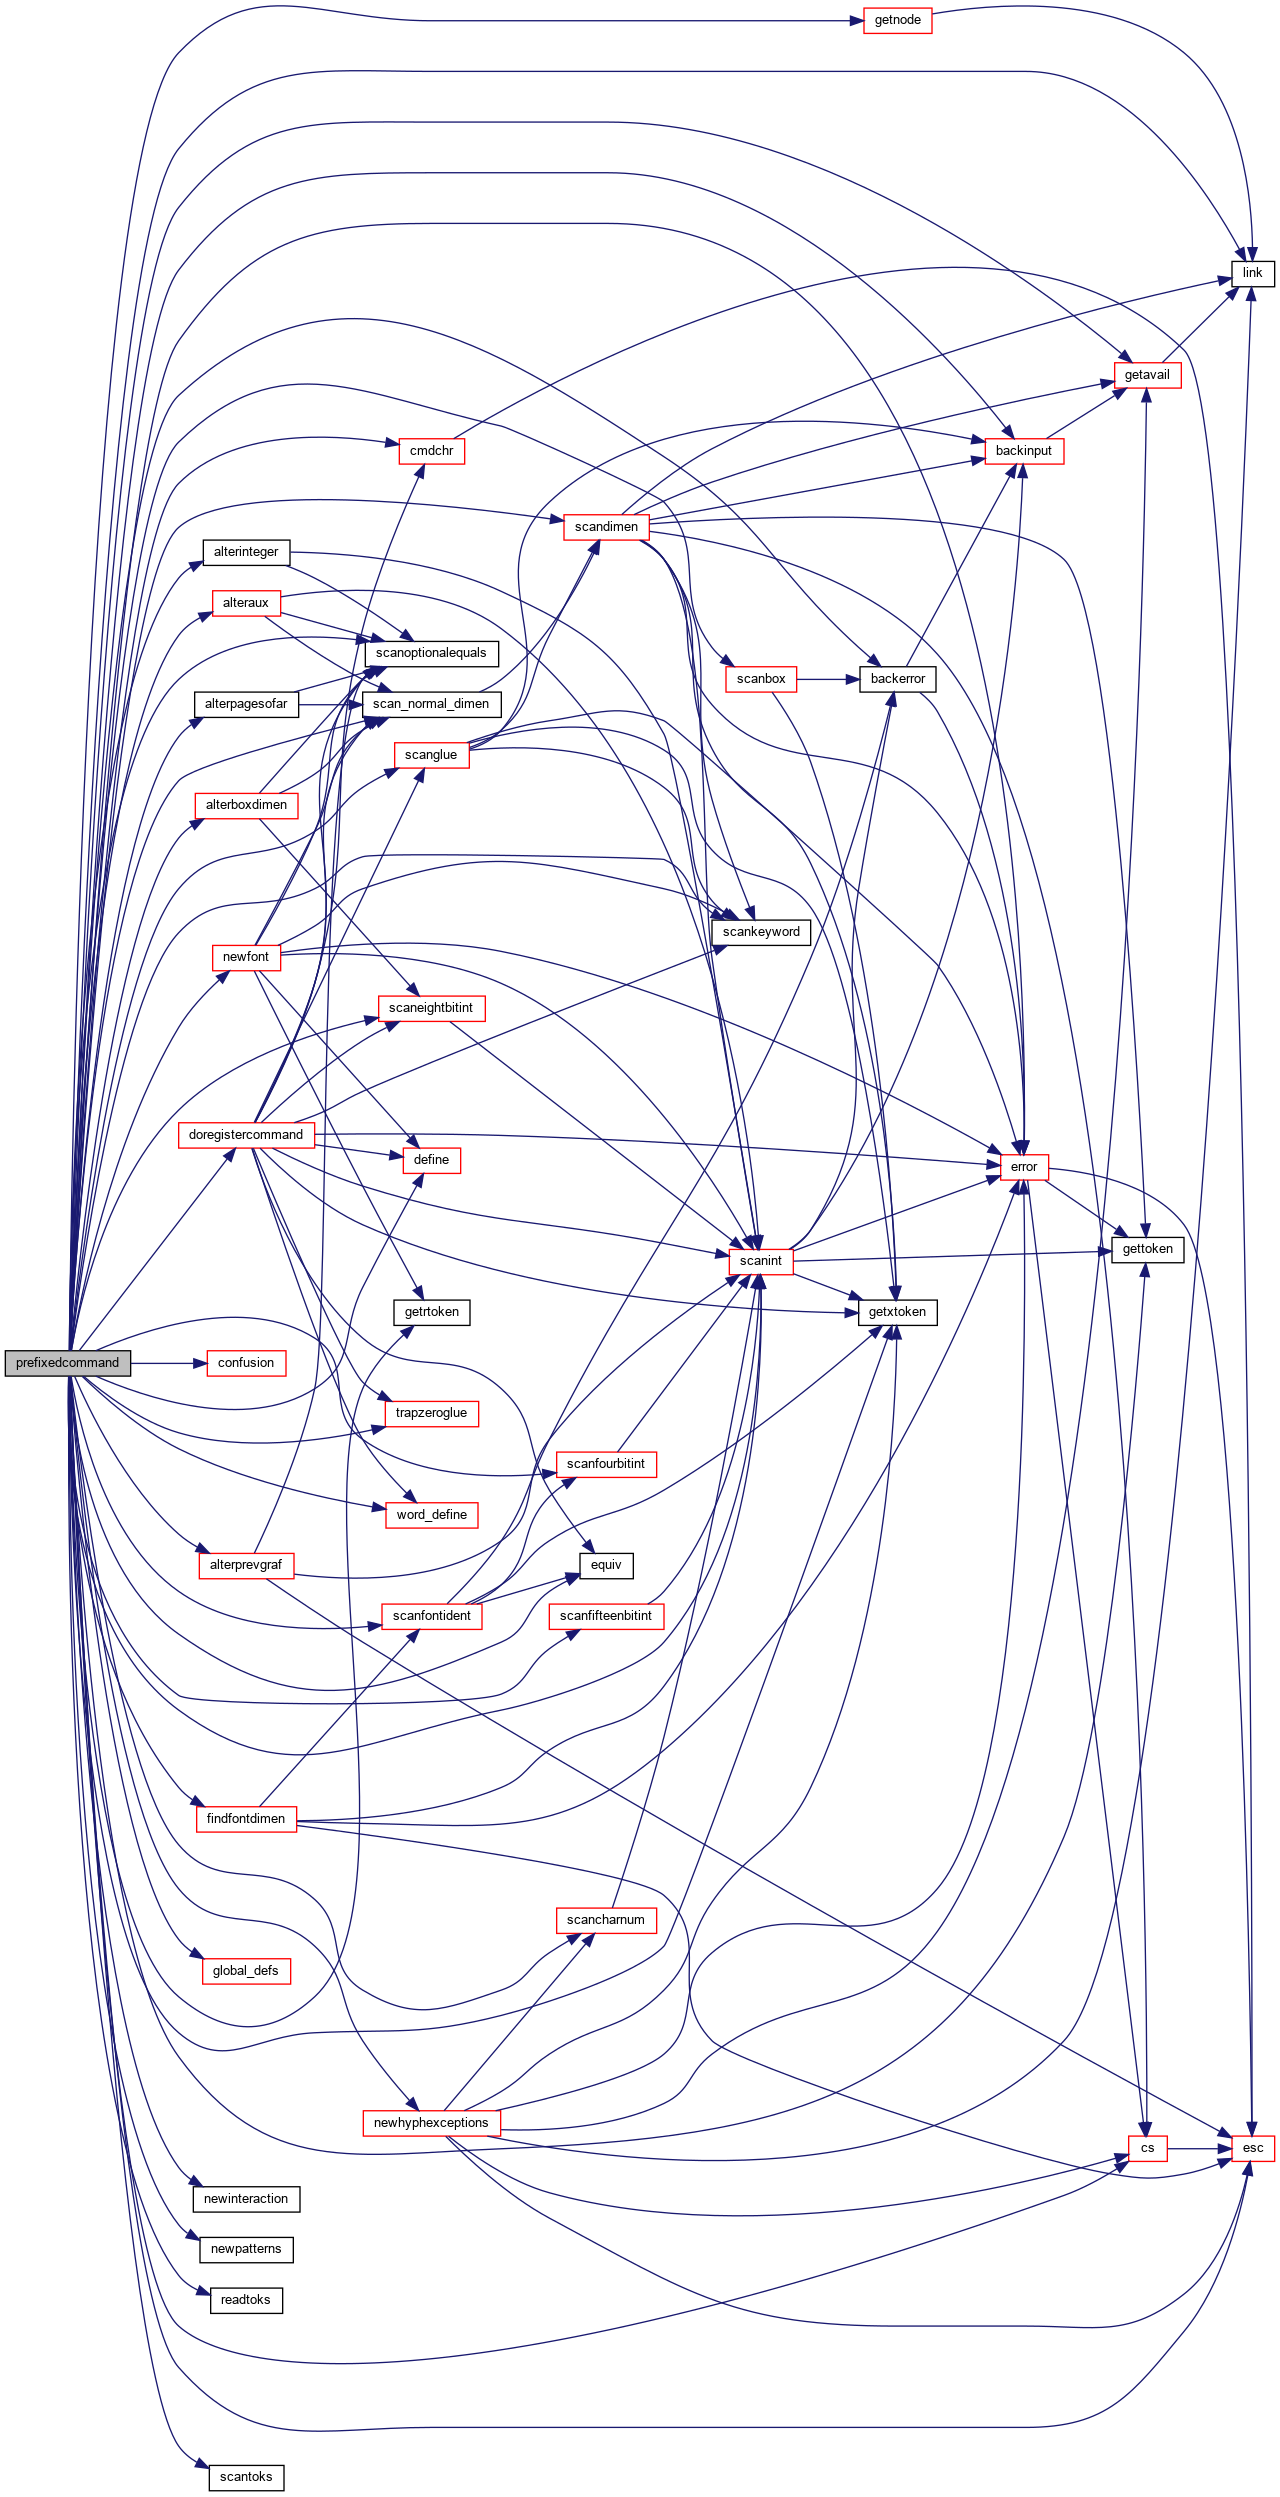 getnode
link
getavail
cmdchr
backinput
scandimen
alterinteger
alteraux
scanoptionalequals
scanbox
backerror
alterpagesofar
scan_normal_dimen
scanglue
alterboxdimen
scankeyword
newfont
scaneightbitint
doregistercommand
define
error
gettoken
scanint
getrtoken
getxtoken
prefixedcommand
confusion
trapzeroglue
scanfourbitint
word_define
alterprevgraf
equiv
scanfontident
scanfifteenbitint
findfontdimen
scancharnum
global_defs
newhyphexceptions
cs
esc
newinteraction
newpatterns
readtoks
scantoks